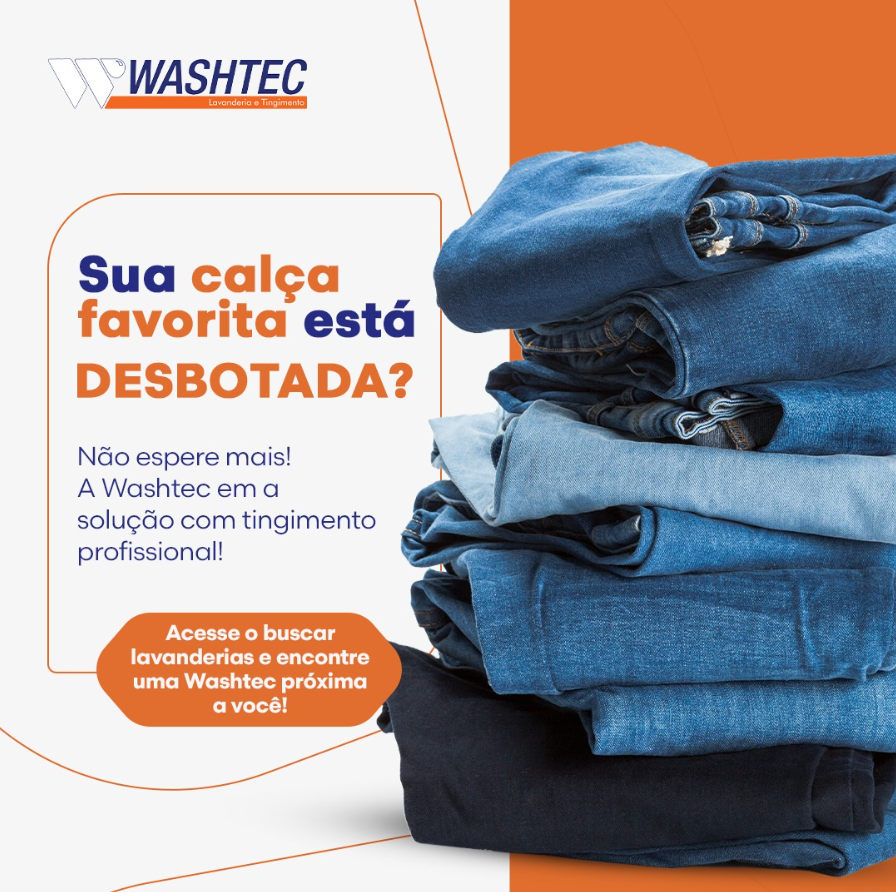 WASHTEC
Lavanderia e Tingimento
Sua calça
favorita está
DESBOTADA?
Não espere mais!
A Washtec em a
solução com tingimento
profissional!
Acesse o buscar
lavanderias e encontre
uma Washtec próxima
a você!